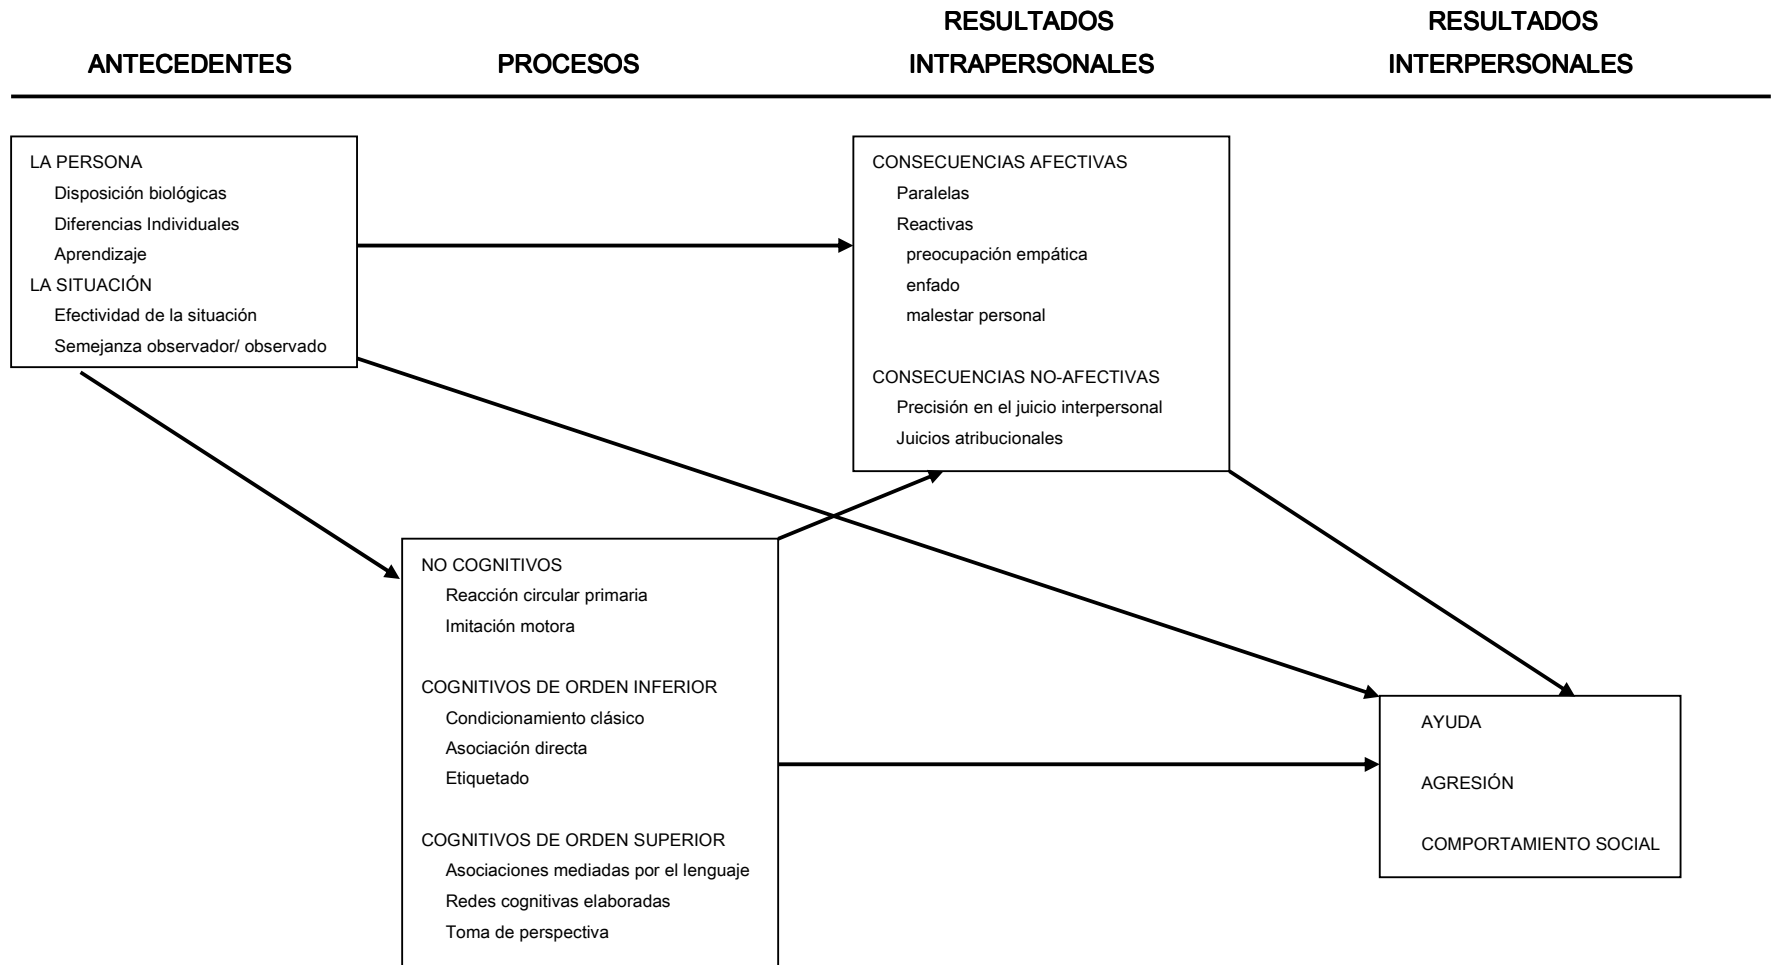 ANTECEDENTES
PROCESOS
RESULTADOS
INTRAPERSONALES
RESULTADOS
INTERPERSONALES
LA PERSONA
Disposición biológicas
Diferencias Individuales
Aprendizaje
LA SITUACIÓN
Efectividad de la situación
Semejanza observador/ observado
NO COGNITIVOS
Reacción circular primaria
Imitación motora
COGNITIVOS DE ORDEN INFERIOR
Condicionamiento clásico
Asociación directa
Etiquetado
COGNITIVOS DE ORDEN SUPERIOR
Asociaciones mediadas por el lenguaje
Redes cognitivas elaboradas
Toma de perspectiva
CONSECUENCIAS AFECTIVAS
Paralelas
Reactivas
preocupación empática
enfado
malestar personal
CONSECUENCIAS NO-AFECTIVAS
Precisión en el juicio interpersonal
Juicios atribucionales
AYUDA
AGRESIÓN
COMPORTAMIENTO SOCIAL